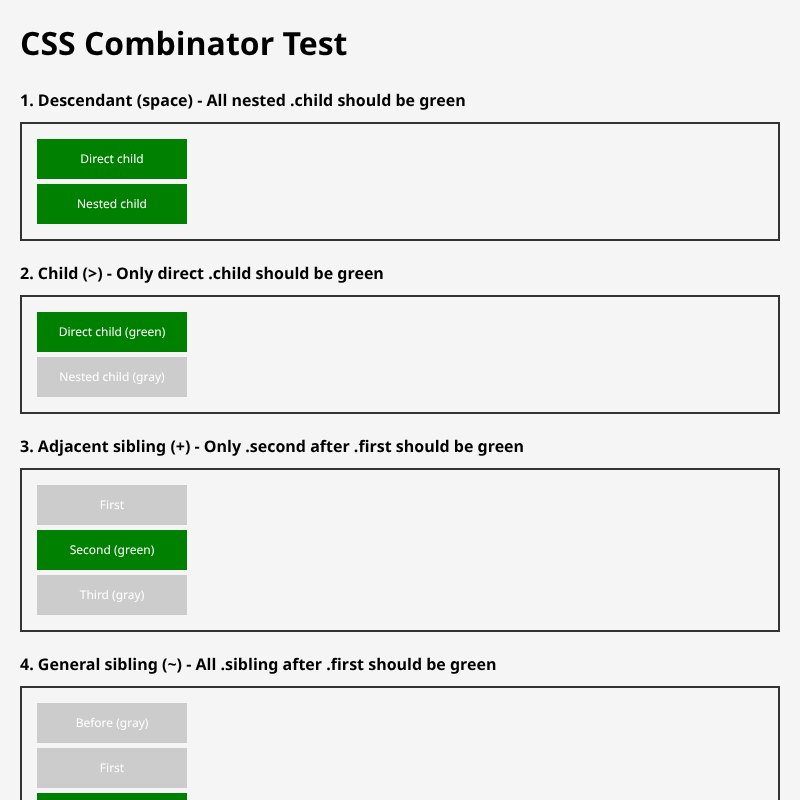 CSS Combinator Test
1. Descendant (space) - All nested .child should be green
Direct child
Nested child
2. Child (>) - Only direct .child should be green
Direct child (green)
Nested child (gray)
3. Adjacent sibling (+) - Only .second after .first should be green
First
Second (green)
Third (gray)
4. General sibling (~) - All .sibling after .first should be green
Before (gray)
First